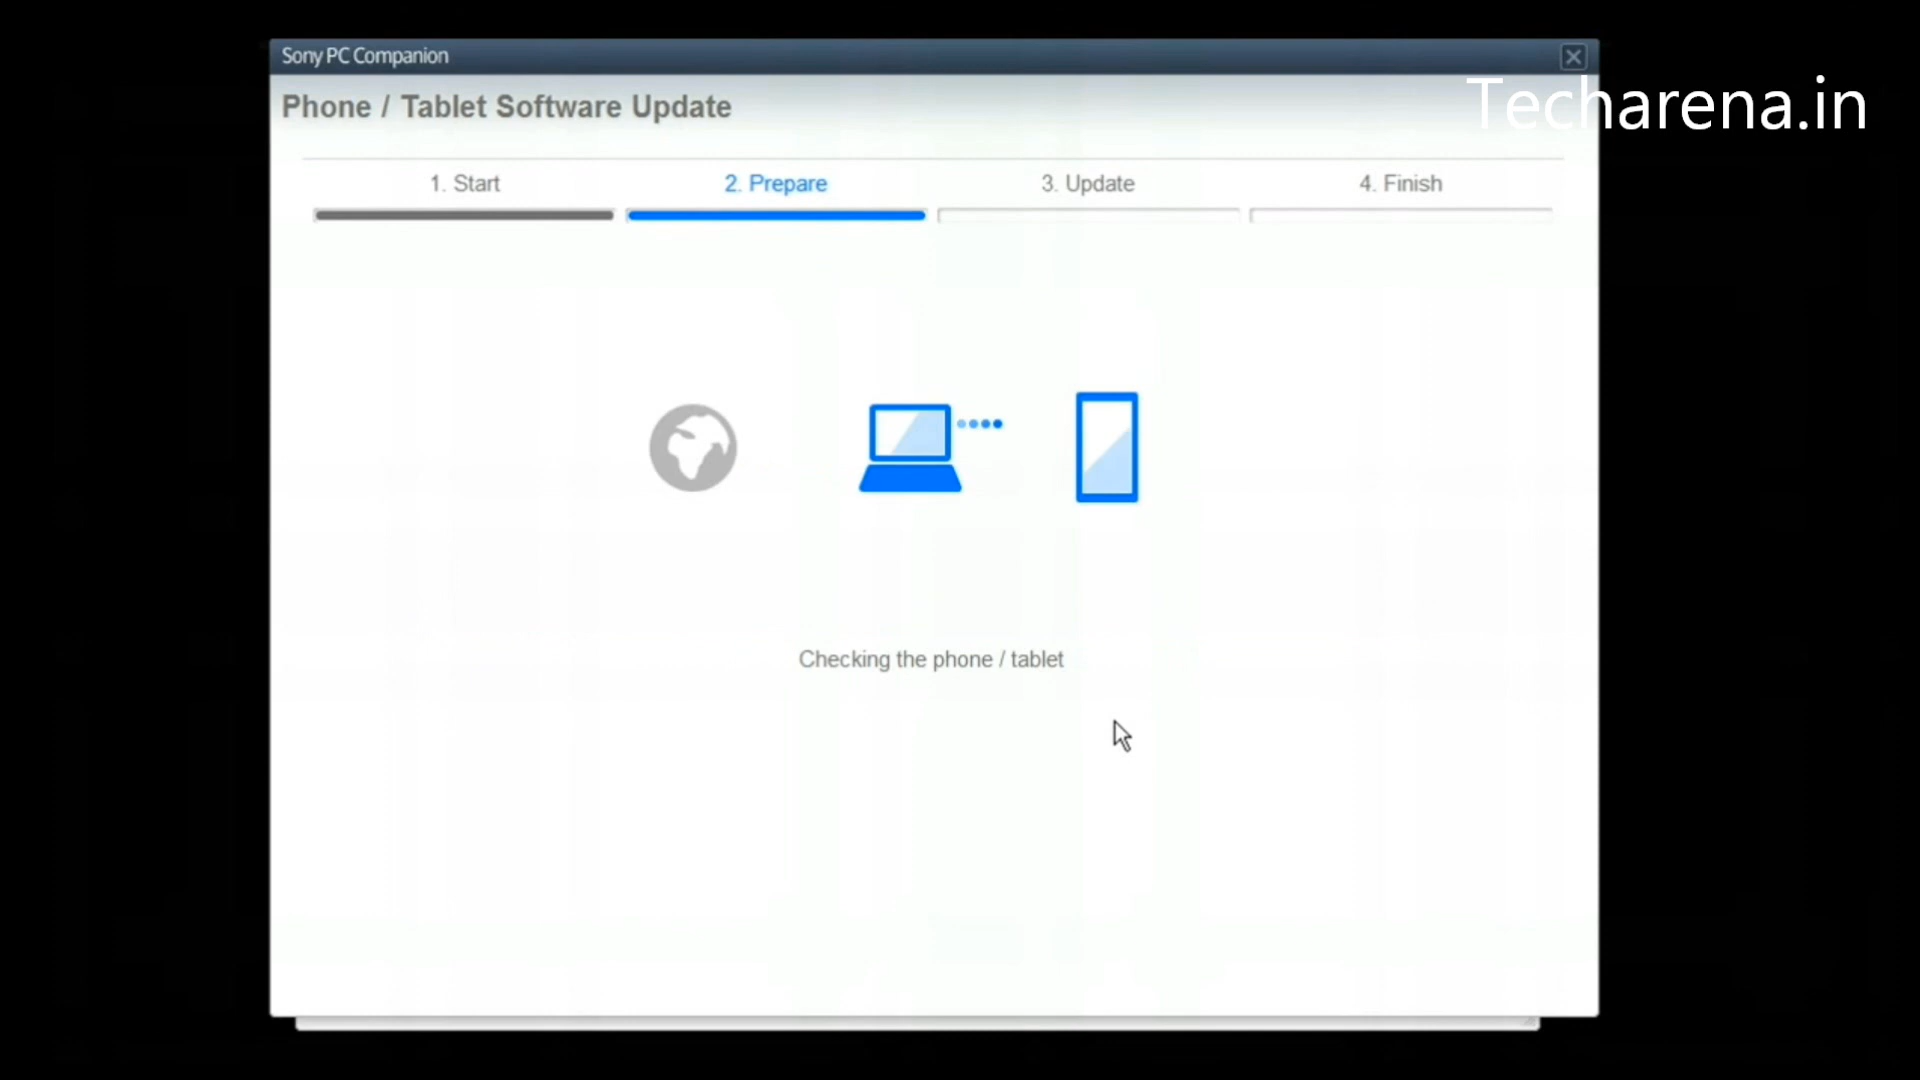 Sony PC Companion
Techarena.in
Phone / Tablet Software Update
1. Start
2. Prepare
3. Update
4. Finish
Checking the phone / tablet